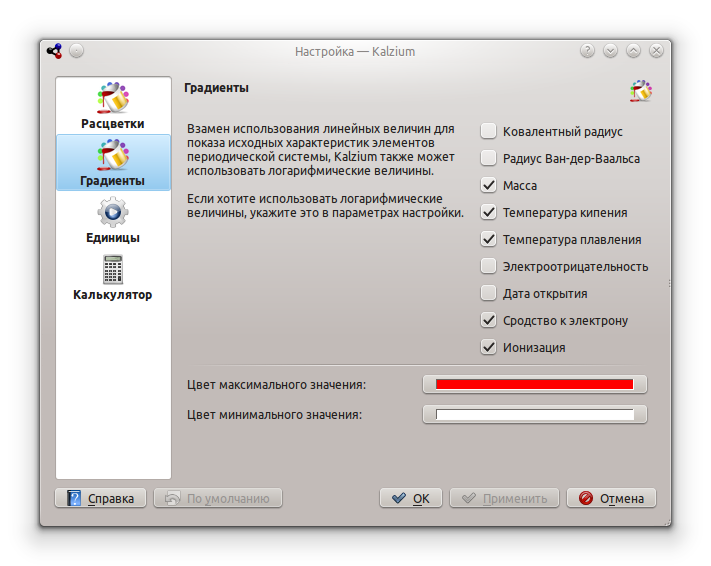 Настройка — Kalzium
Расцветки
Градиенты
Единицы
Калькулятор
Градиенты
Взамен использования линейных величин для
показа исходных характеристик элементов
периодической системы, Kalzium также может
использовать логарифмические величины.
Если хотите использовать логарифмические
величины, укажите это в параметрах настройки.
Ковалентный радиус
Радиус Ван-дер-Ваальса
Масса
Температура кипения
Температура плавления
Электроотрицательность
Дата открытия
Сродство к электрону
Ионизация
Цвет максимального значения:
Цвет минимального значения:
Справка
По умолчанию
OK
Применить
Отмена